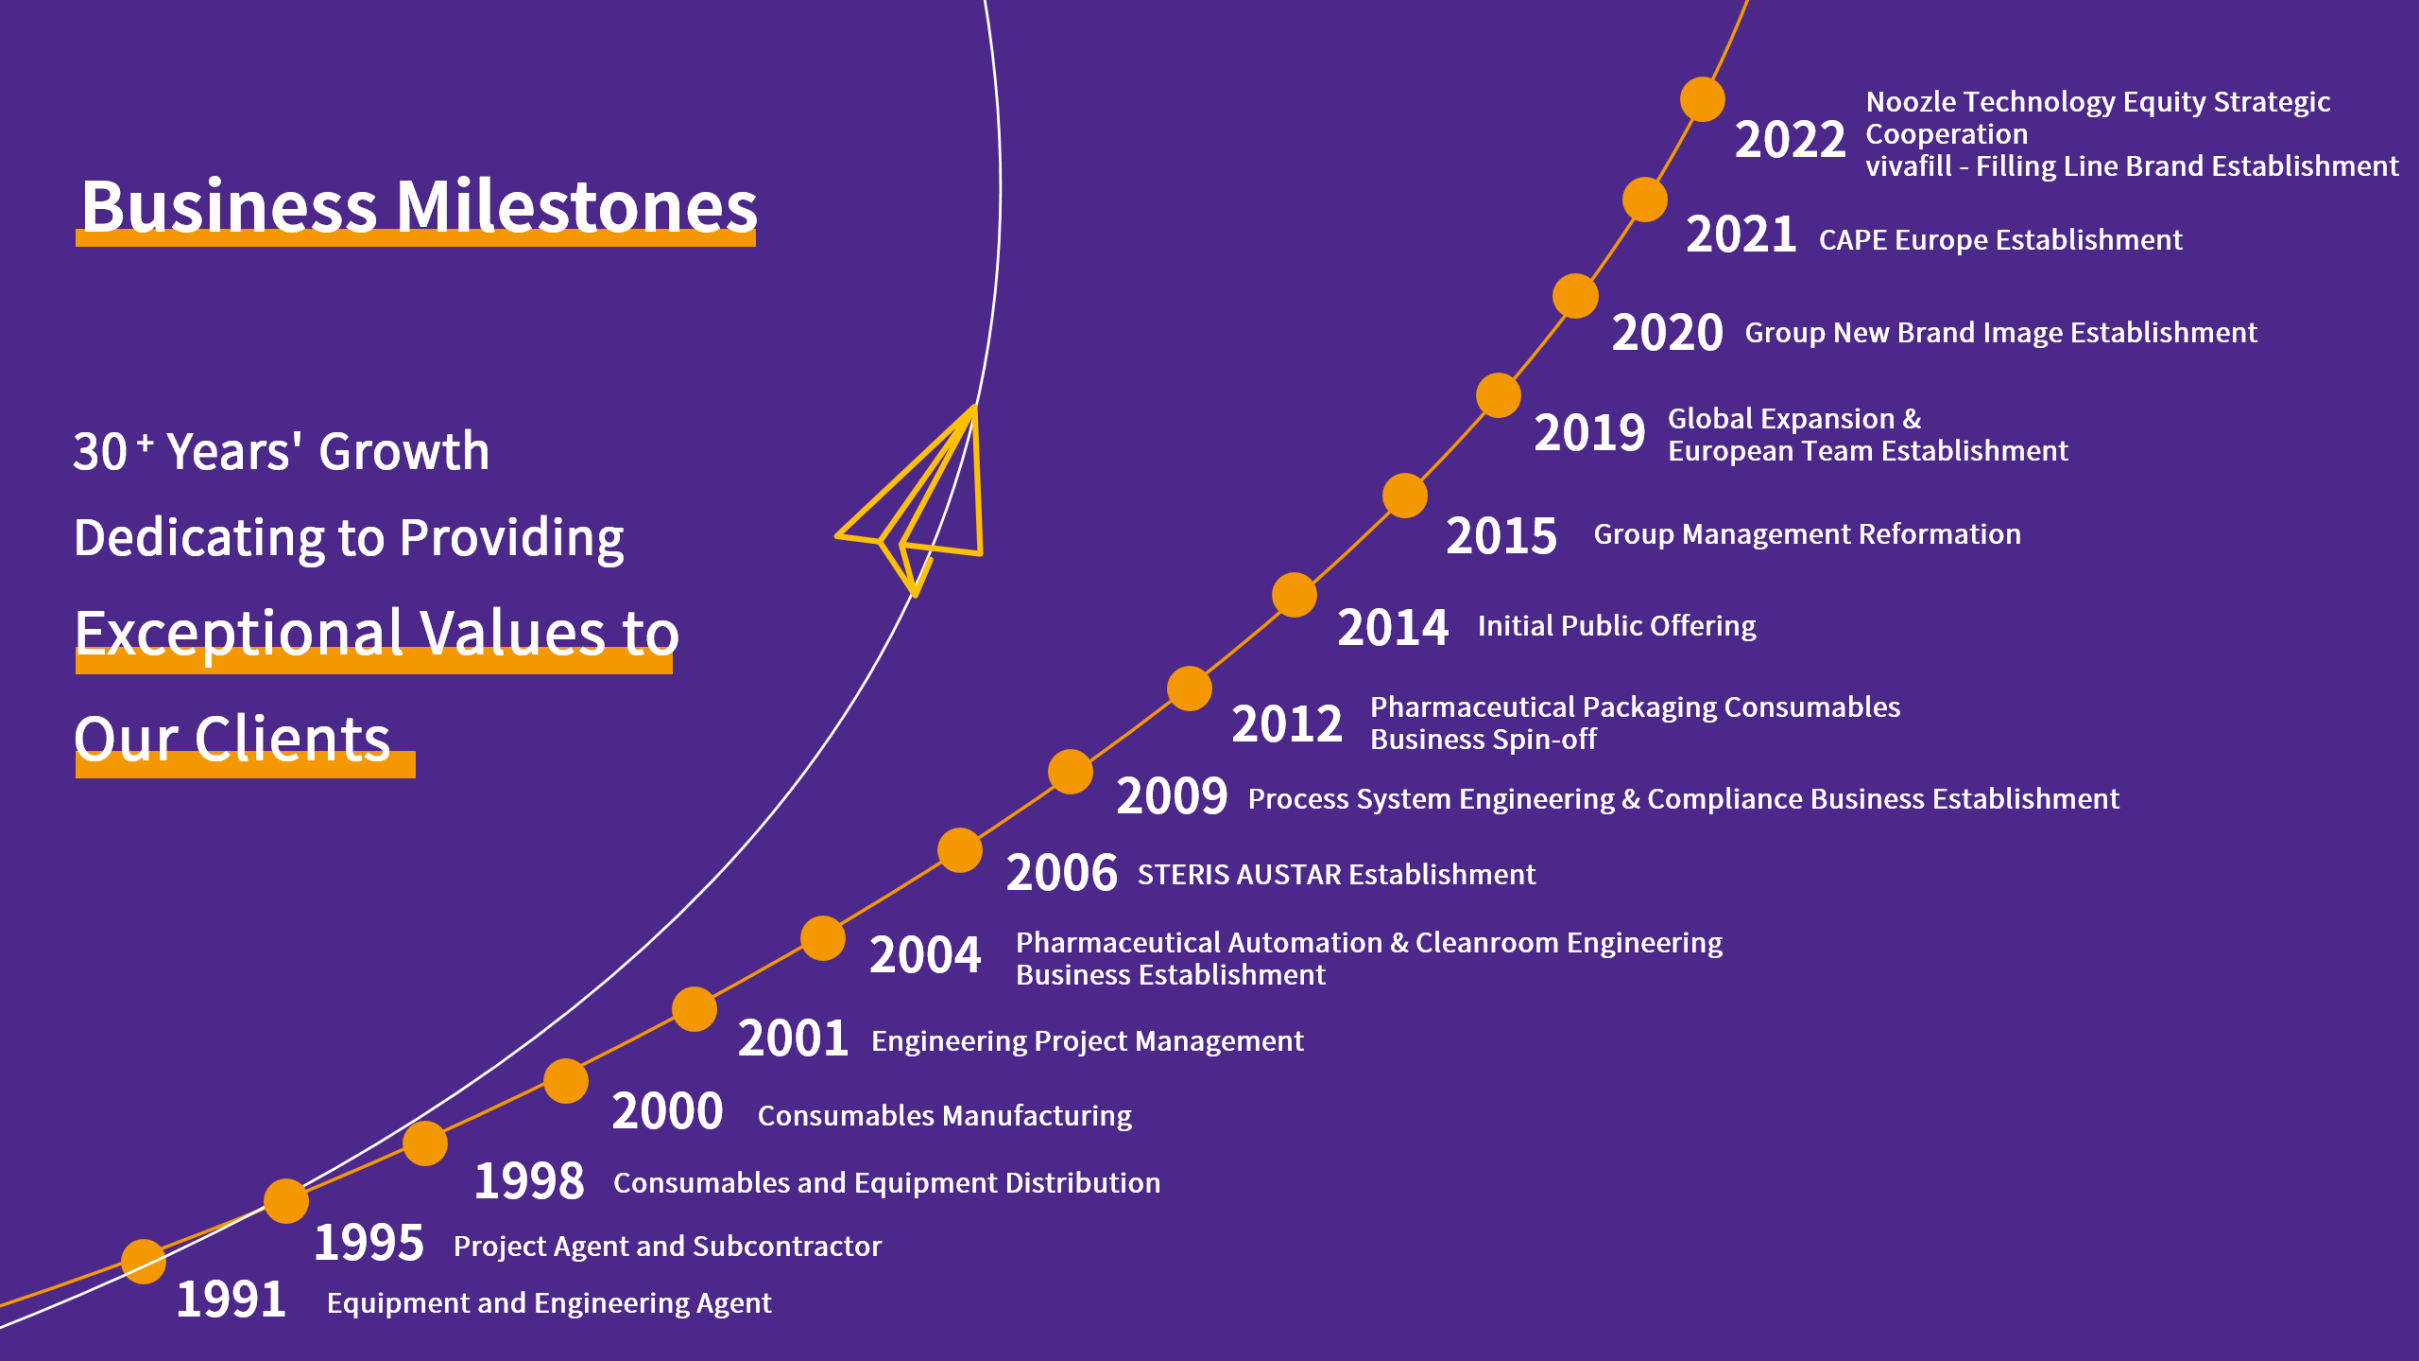 Business Milestones
30+ Years' Growth
Dedicating to Providing
Exceptional Values to
Our Clients
2022
Noozle Technology Equity Strategic
Cooperation
vivafill - Filling Line Brand Establishment
2021 CAPE Europe Establishment
2020 Group New Brand Image Establishment
2019
Global Expansion &
European Team Establishment
2015 Group Management Reformation
2014 Initial Public Offering
2012
Pharmaceutical Packaging Consumables
Business Spin-off
2009 Process System Engineering & Compliance Business Establishment
2006 STERIS AUSTAR Establishment
2004
Pharmaceutical Automation & Cleanroom Engineering
Business Establishment
2001 Engineering Project Management
2000 Consumables Manufacturing
1998 Consumables and Equipment Distribution
1995 Project Agent and Subcontractor
1991 Equipment and Engineering Agent